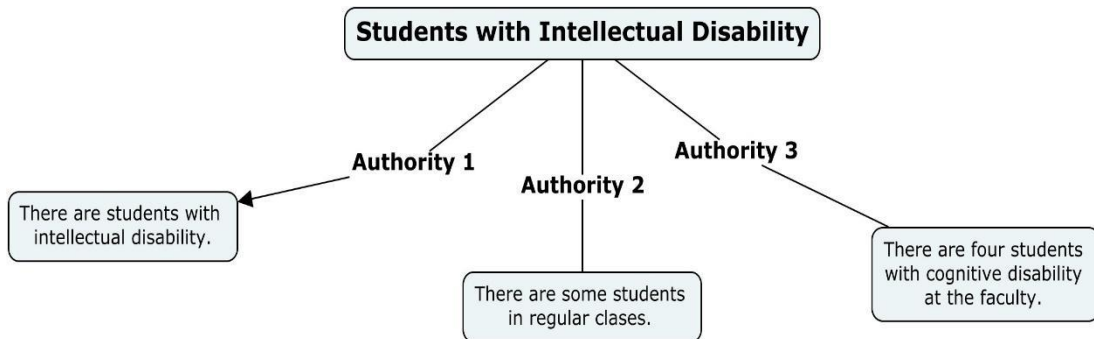 Students with Intellectual Disability
Authority 1
Authority 2
Authority 3
There are students with
intellectual disability.
There are some students
in regular clases.
There are four students
with cognitive disability
at the faculty.